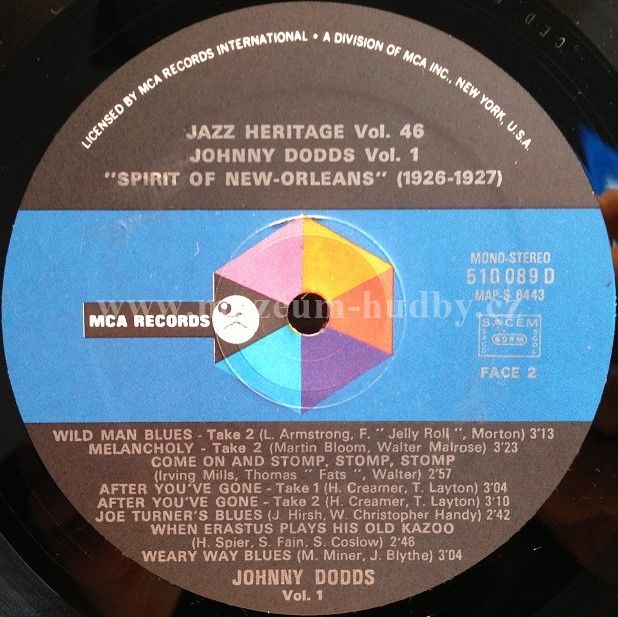 LICENSED BY MCA RECORDS INTERNATIONAL • A DIVISION OF MCA INC., NEW YORK, U.S.A.
JAZZ HERITAGE Vol. 46
JOHNNY DODDS Vol. 1
"SPIRIT OF NEW-ORLEANS" (1926-1927)
MONO-STEREO
510 089 D
MAP-S 6443
www.muzeum-hudby.cz
MCA RECORDS
SACEM
SDRM
FACE 2
WILD MAN BLUES - Take 2 (L. Armstrong, F. " Jelly Roll ", Morton) 3'13
MELANCHOLY - Take 2 (Martin Bloom, Walter Malrose) 3'23
COME ON AND STOMP, STOMP, STOMP
(Irving Mills, Thomas " Fats ", Walter) 2'57
AFTER YOU'VE GONE - Take 1 (H. Creamer, T. Layton) 3'04
AFTER YOU'VE GONE - Take 2 (H. Creamer, T. Layton) 3'10
JOE TURNER'S BLUES (J. Hirsh, W. Christopher Handy) 2'42
WHEN ERASTUS PLAYS HIS OLD KAZOO
(H. Spier, S. Fain, S. Coslow) 2'46
WEARY WAY BLUES (M. Miner, J. Blythe) 3'04
JOHNNY DODDS
Vol. 1